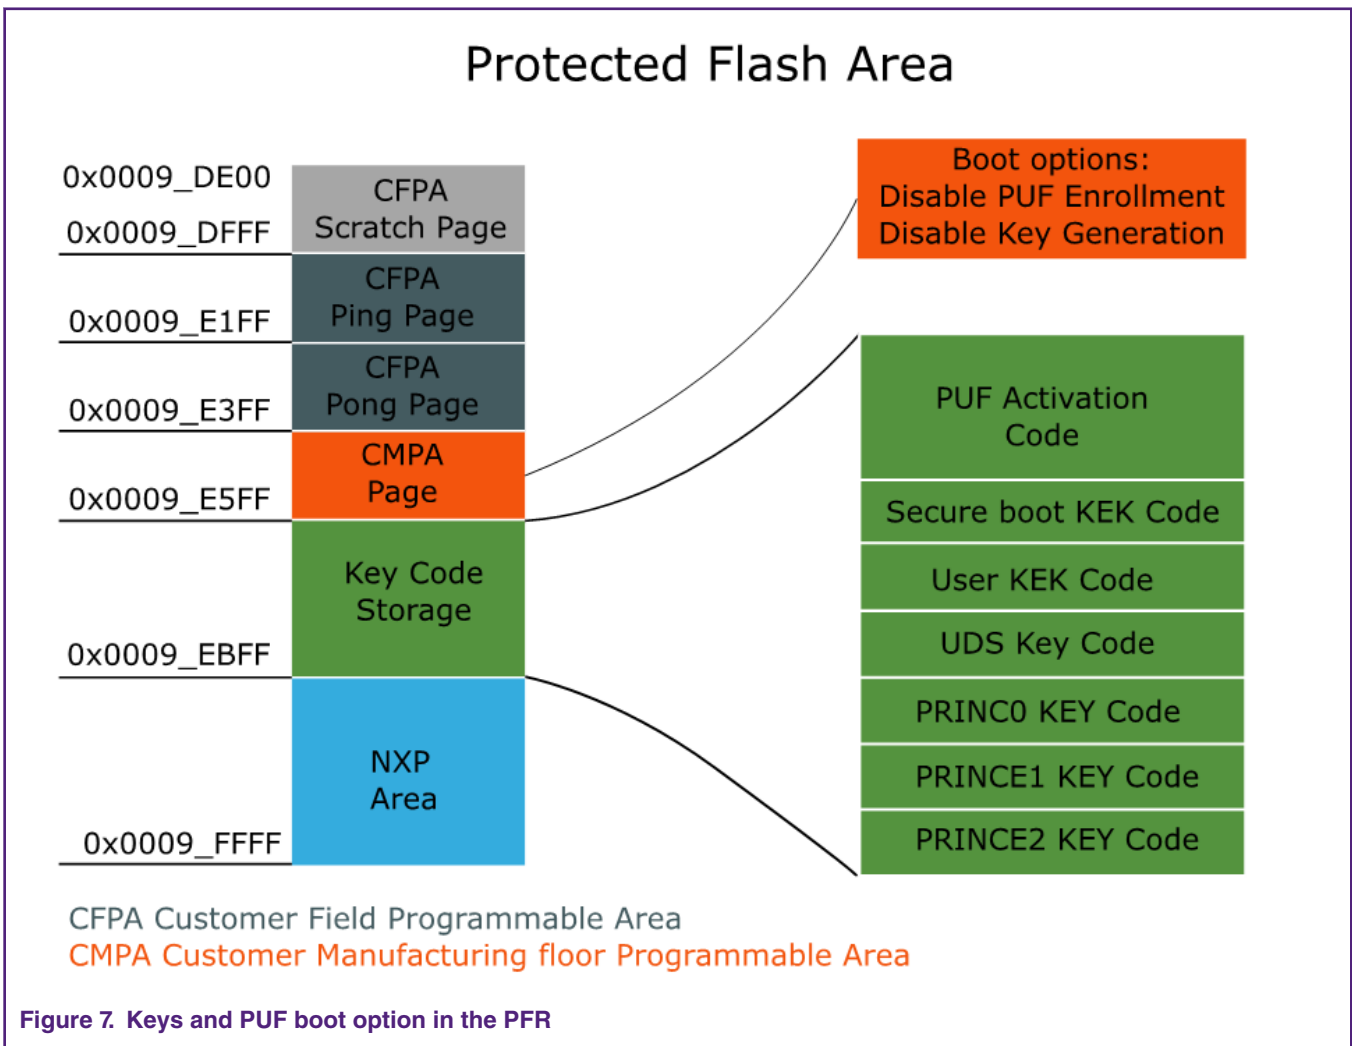 Protected Flash Area
0x0009_DE00
0x0009_DFFF
0x0009_E1FF
0x0009_E3FF
0x0009_E5FF
0x0009_EBFF
0x0009_FFFF
CFPA
Scratch Page
CFPA
Ping Page
CFPA
Pong Page
CMPA
Page
Key Code
Storage
NXP
Area
Boot options:
Disable PUF Enrollment
Disable Key Generation
PUF Activation
Code
Secure boot KEK Code
User KEK Code
UDS Key Code
PRINC0 KEY Code
PRINCE1 KEY Code
PRINCE2 KEY Code
CFPA Customer Field Programmable Area
CMPA Customer Manufacturing floor Programmable Area
Figure 7. Keys and PUF boot option in the PFR